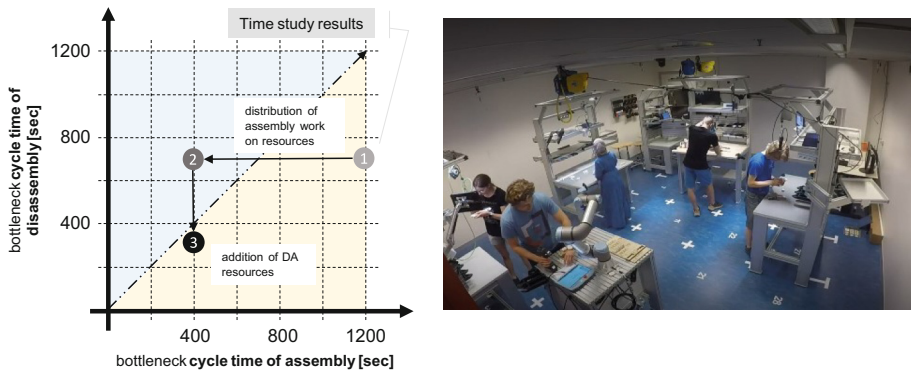 Time study results
1200
800
400
bottleneck cycle time of
disassembly [sec]
distribution of
assembly work
on resources
1
2
3
addition of DA
resources
400
800
1200
bottleneck cycle time of assembly [sec]